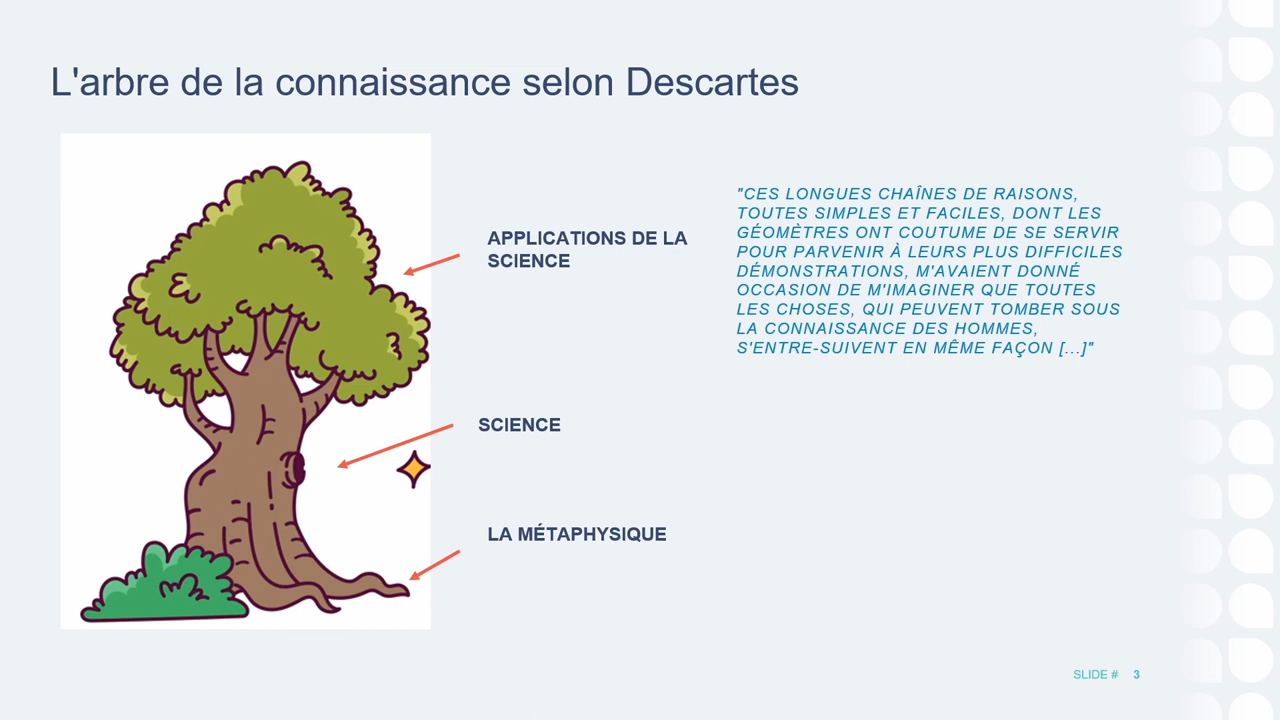 L'arbre de la connaissance selon Descartes
APPLICATIONS DE LA
SCIENCE
SCIENCE
LA MÉTAPHYSIQUE
"CES LONGUES CHAÎNES DE RAISONS,
TOUTES SIMPLES ET FACILES, DONT LES
GÉOMÈTRES ONT COUTUME DE SE SERVIR
POUR PARVENIR À LEURS PLUS DIFFICILES
DÉMONSTRATIONS, M'AVAIENT DONNÉ
OCCASION DE M'IMAGINER QUE TOUTES
LES CHOSES, QUI PEUVENT TOMBER SOUS
LA CONNAISSANCE DES HOMMES,
S'ENTRE-SUIVENT EN MÊME FAÇON [...]"
SLIDE # 3